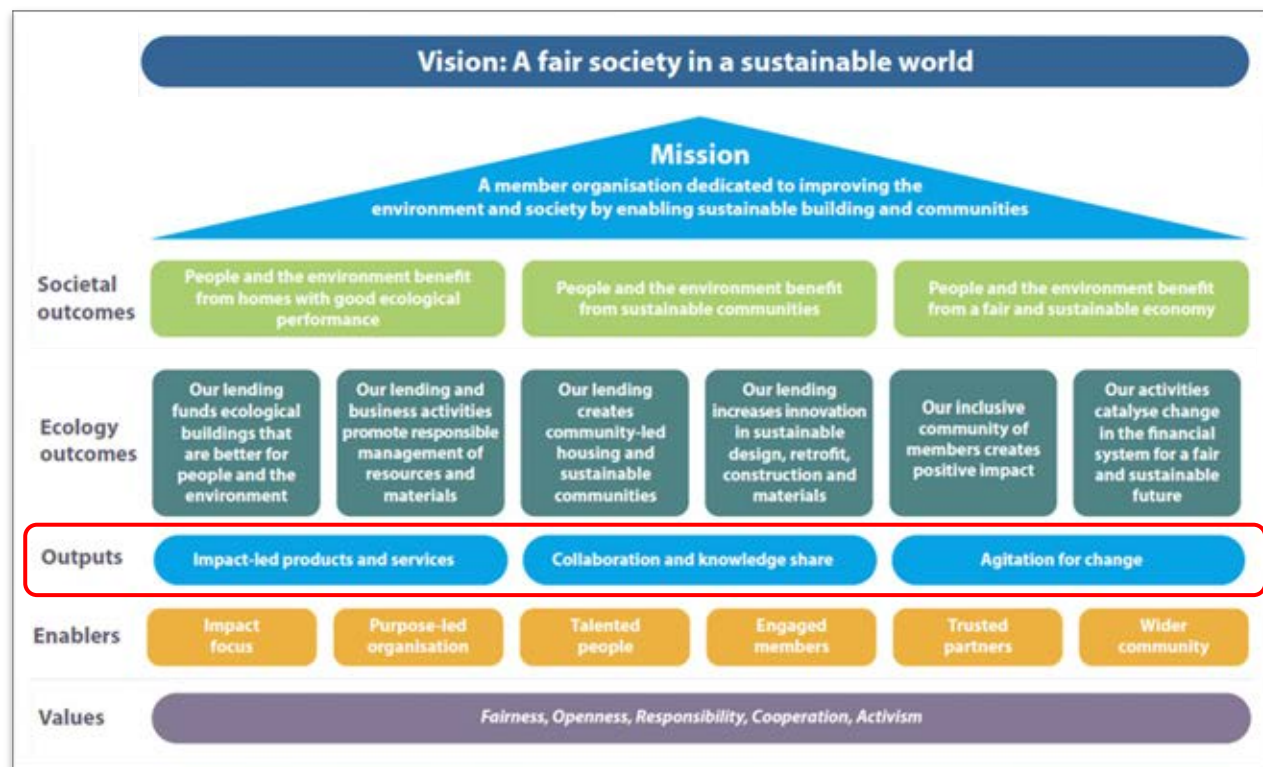 Vision: A fair society in a sustainable world
Mission
A member organisation dedicated to improving the
environment and society by enabling sustainable building and communities
Societal
outcomes
People and the environment benefit
from homes with good ecological
performance
People and the environment benefit
from sustainable communities
People and the environment benefit
from a fair and sustainable economy
Ecology
outcomes
Our lending
funds ecological
buildings that
are better for
people and the
environment
Our lending and
business activities
promote responsible
management of
resources and
materials
Our lending
creates
community-led
housing and
sustainable
communities
Our lending
increases innovation
in sustainable
design, retrofit,
construction and
materials
Our inclusive
community of
members creates
positive impact
Our activities
catalyse change
in the financial
system for a fair
and sustainable
future
Outputs
Impact-led products and services
Collaboration and knowledge share
Agitation for change
Enablers
Impact
focus
Purpose-led
organisation
Talented
people
Engaged
members
Trusted
partners
Wider
community
Values
Fairness, Openness, Responsibility, Cooperation, Activism